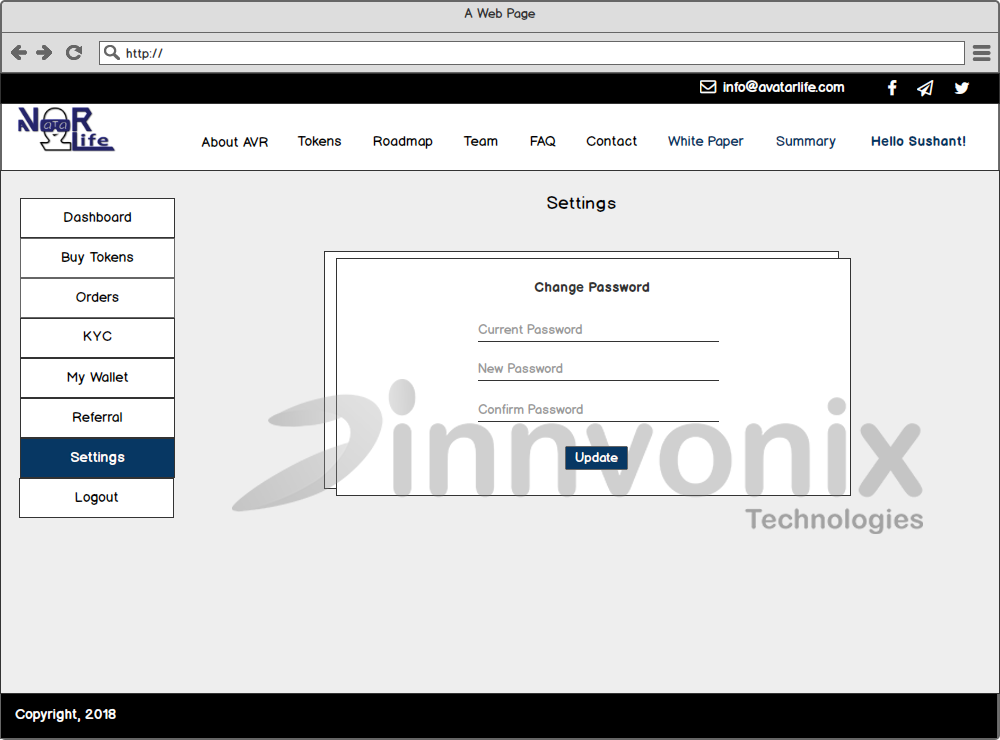 A Web Page
http://
info@avatarlife.com
NaataR
Life
About AVR Tokens Roadmap Team FAQ Contact White Paper Summary Hello Sushant!
Settings
Dashboard
Buy Tokens
Orders
KYC
My Wallet
Referral
Settings
Logout
Change Password
Current Password
New Password
Confirm Password
Update
innvonix
Technologies
Copyright, 2018